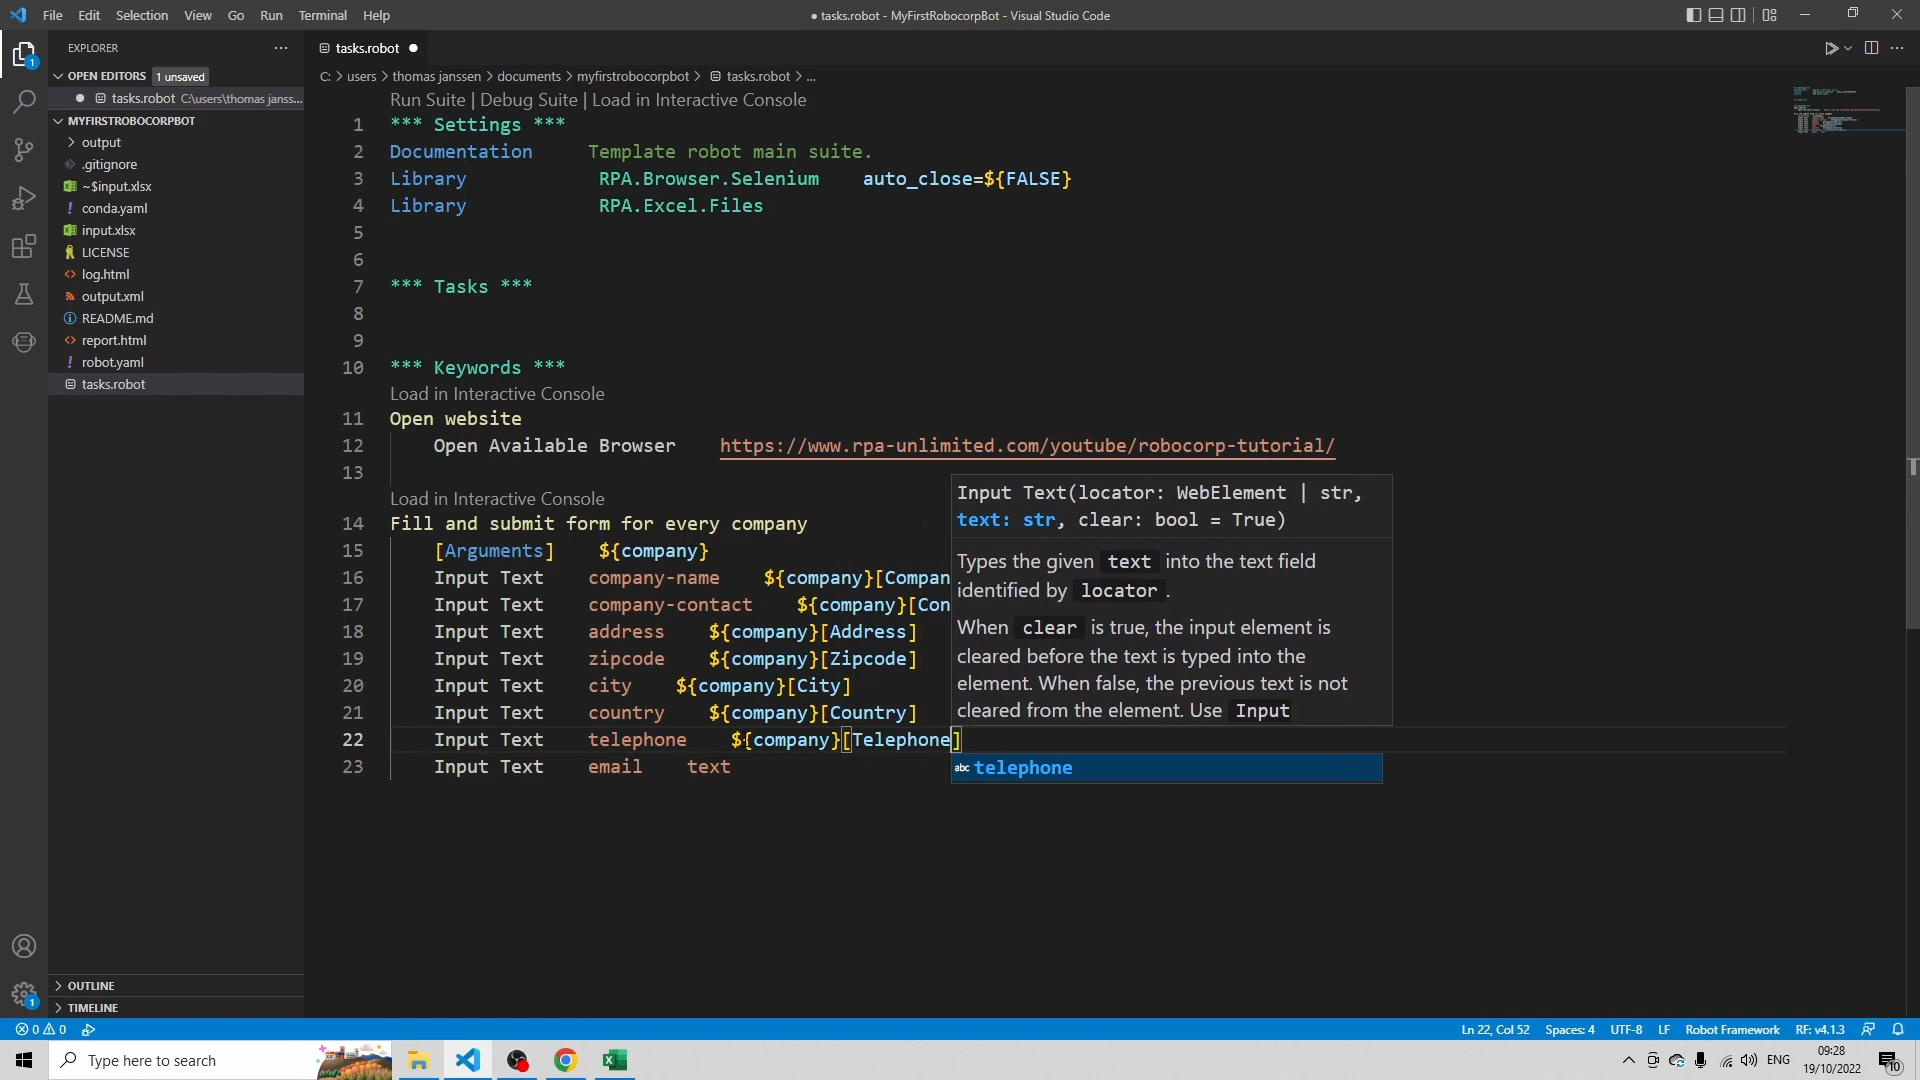 File Edit Selection View Go Run Terminal Help
● tasks.robot - MyFirstRobocorpBot - Visual Studio Code
EXPLORER
OPEN EDITORS 1 unsaved
tasks.robot C:\users\thomas janss...
MYFIRSTROBOCORPBOT
output
.gitignore
~$input.xlsx
conda.yaml
input.xlsx
LICENSE
log.html
output.xml
README.md
report.html
robot.yaml
tasks.robot
OUTLINE
TIMELINE
1
1
tasks.robot
C: > users > thomas janssen > documents > myfirstrobocorpbot > tasks.robot > ...
Run Suite | Debug Suite | Load in Interactive Console
1 *** Settings ***
2 Documentation Template robot main suite.
3 Library RPA.Browser.Selenium auto_close=${FALSE}
4 Library RPA.Excel.Files
5
6
7 *** Tasks ***
8
9
10 *** Keywords ***
Load in Interactive Console
11 Open website
12 Open Available Browser https://www.rpa-unlimited.com/youtube/robocorp-tutorial/
13
Load in Interactive Console
14 Fill and submit form for every company
15 [Arguments] ${company}
16 Input Text company-name ${company}[Compan
17 Input Text company-contact ${company}[Con
18 Input Text address ${company}[Address]
19 Input Text zipcode ${company}[Zipcode]
20 Input Text city ${company}[City]
21 Input Text country ${company}[Country]
22 Input Text telephone ${company}[Telephone]
23 Input Text email text
Input Text(locator: WebElement | str,
text: str, clear: bool = True)
Types the given text into the text field
identified by locator .
When clear is true, the input element is
cleared before the text is typed into the
element. When false, the previous text is not
cleared from the element. Use Input
abc telephone
0 0
Ln 22, Col 52 Spaces: 4 UTF-8 LF Robot Framework RF: v4.1.3
Type here to search
ENG
09:28
19/10/2022
10